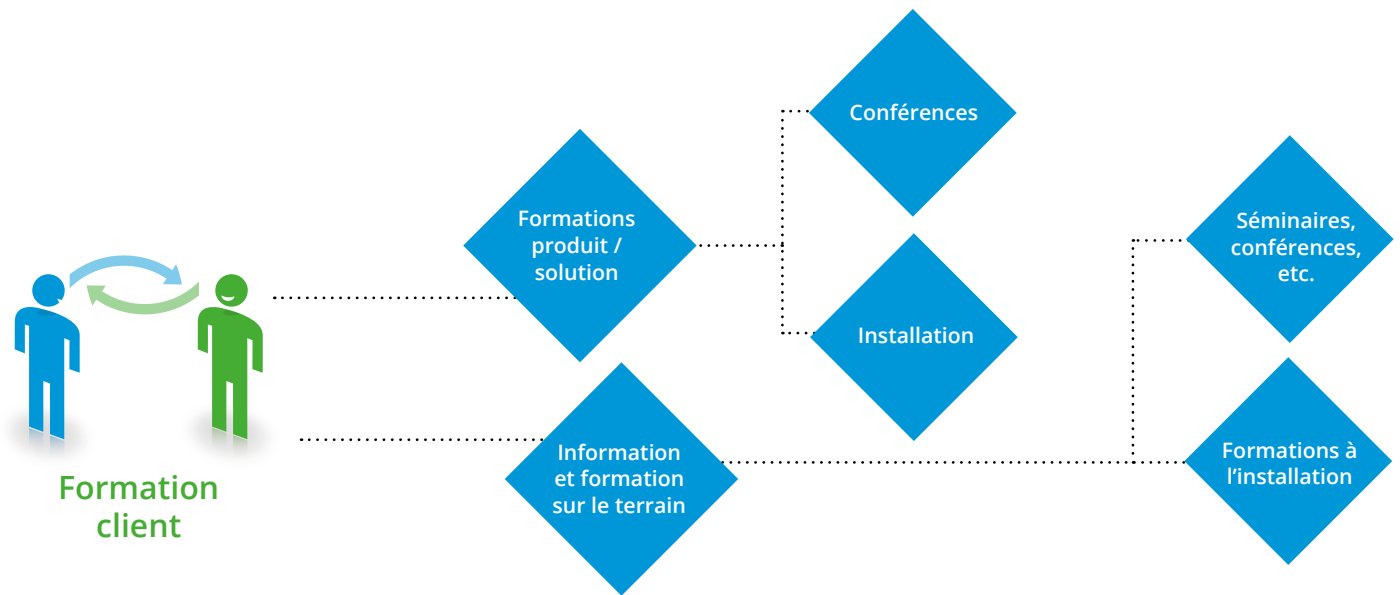 Conférences
Formations
produit /
solution
Séminaires,
conférences,
etc.
Installation
Information
et formation
sur le terrain
Formations à
l’installation
Formation
client